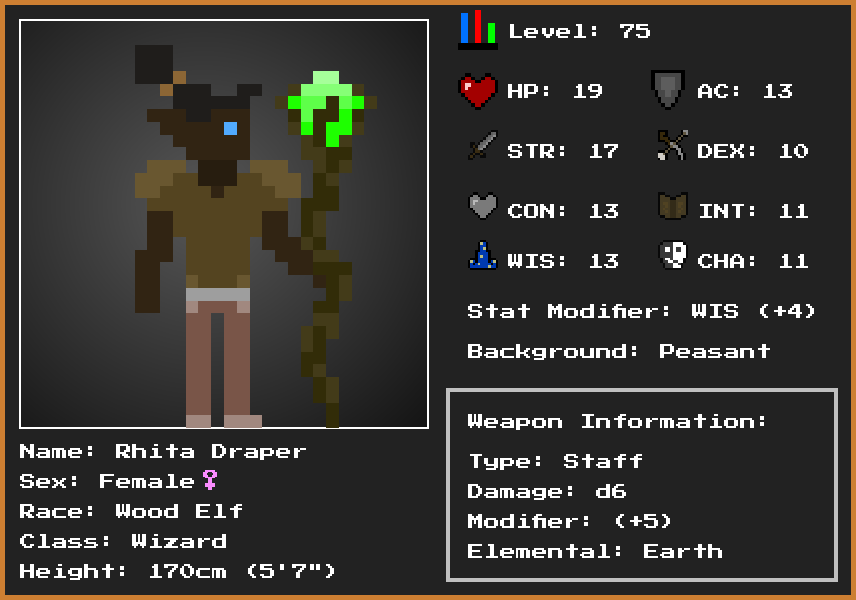 Level: 75
HP: 19 AC: 13
STR: 17 DEX: 10
CON: 13 INT: 11
WIS: 13 CHA: 11
Stat Modifier: WIS (+4)
Background: Peasant
Weapon Information:
Type: Staff
Damage: d6
Modifier: (+5)
Elemental: Earth
Name: Rhita Draper
Sex: Female♀
Race: Wood Elf
Class: Wizard
Height: 170cm (5'7")